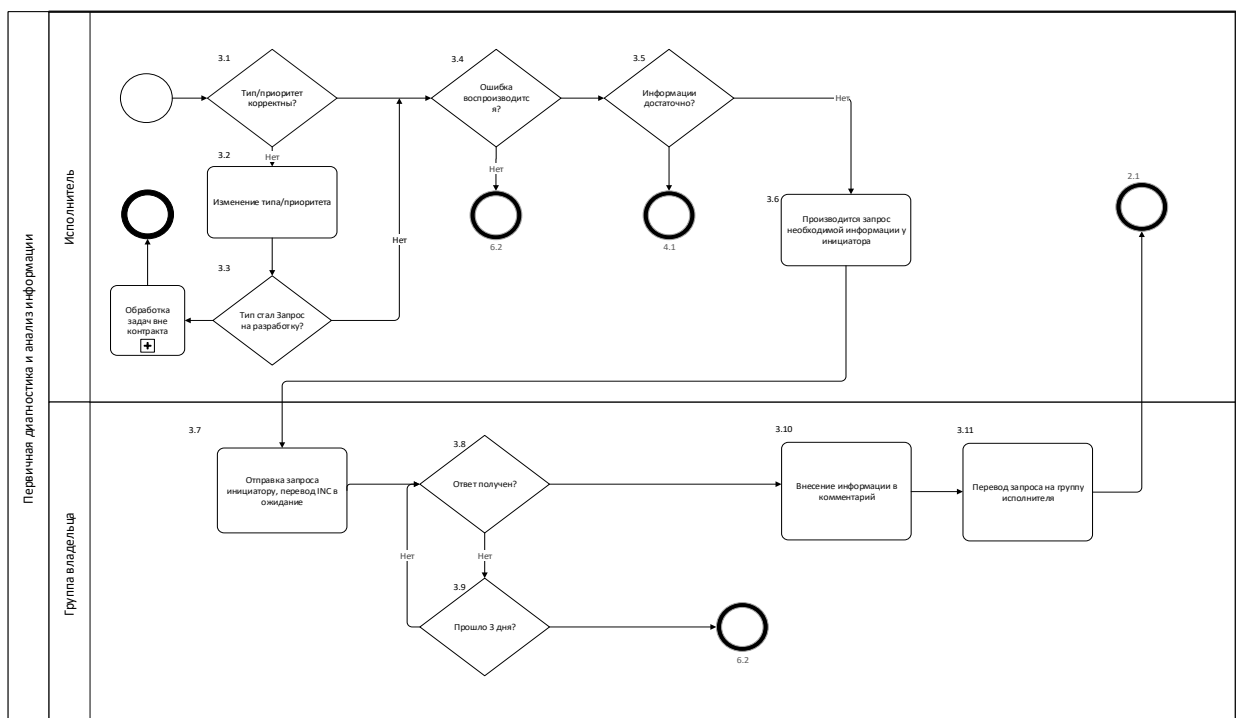 Первичная диагностика и анализ информации
Исполнитель
3.1
Тип/приоритет
корректны?
Нет
3.2
Изменение типа/приоритета
3.3
Тип стал Запрос
на разработку?
Нет
Обработка
задач вне
контракта
3.4
Ошибка
воспроизводитс
я?
Нет
6.2
3.5
Информации
достаточно?
Нет
4.1
3.6
Производится запрос
необходимой информации у
инициатора
2.1
Группа владельца
3.7
Отправка запроса
инициатору, перевод INC в
ожидание
3.8
Ответ получен?
Нет
Нет
3.9
Прошло 3 дня?
6.2
3.10
Внесение информации в
комментарий
3.11
Перевод запроса на группу
исполнителя